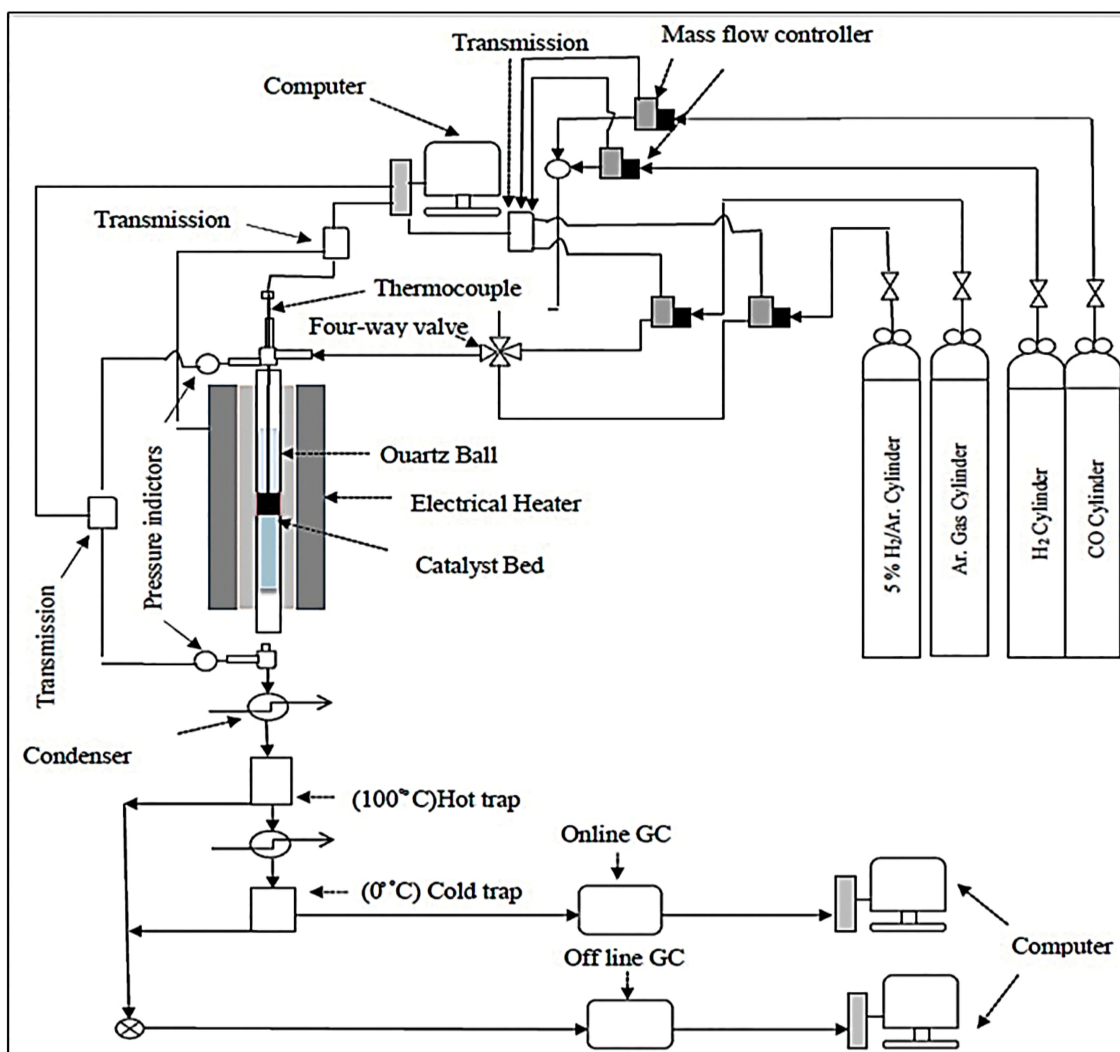 Transmission
Mass flow controller
Computer
Transmission
Thermocouple
Four-way valve
Quartz Ball
Electrical Heater
Catalyst Bed
Pressure indictors
Transmission
5 % H₂/Ar. Cylinder
Ar. Gas Cylinder
H₂ Cylinder
CO Cylinder
Condenser
(100°C)Hot trap
Online GC
(0°C) Cold trap
Off line GC
Computer